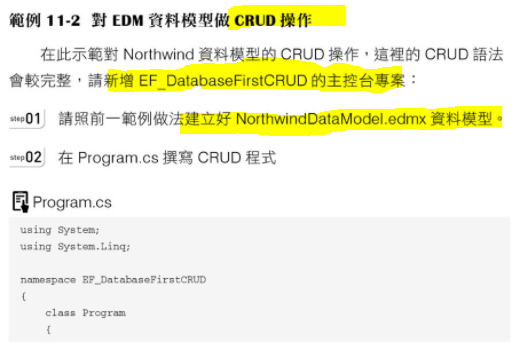 範例 11-2 對 EDM 資料模型做 CRUD 操作
在此示範對 Northwind 資料模型的 CRUD 操作，這裡的 CRUD 語法
會較完整，請新增 EF_DatabaseFirstCRUD 的主控台專案：
step01 請照前一範例做法建立好 NorthwindDataModel.edmx 資料模型。
step02 在 Program.cs 撰寫 CRUD 程式
Program.cs
using System;
using System.Linq;
namespace EF_DatabaseFirstCRUD
{
class Program
{